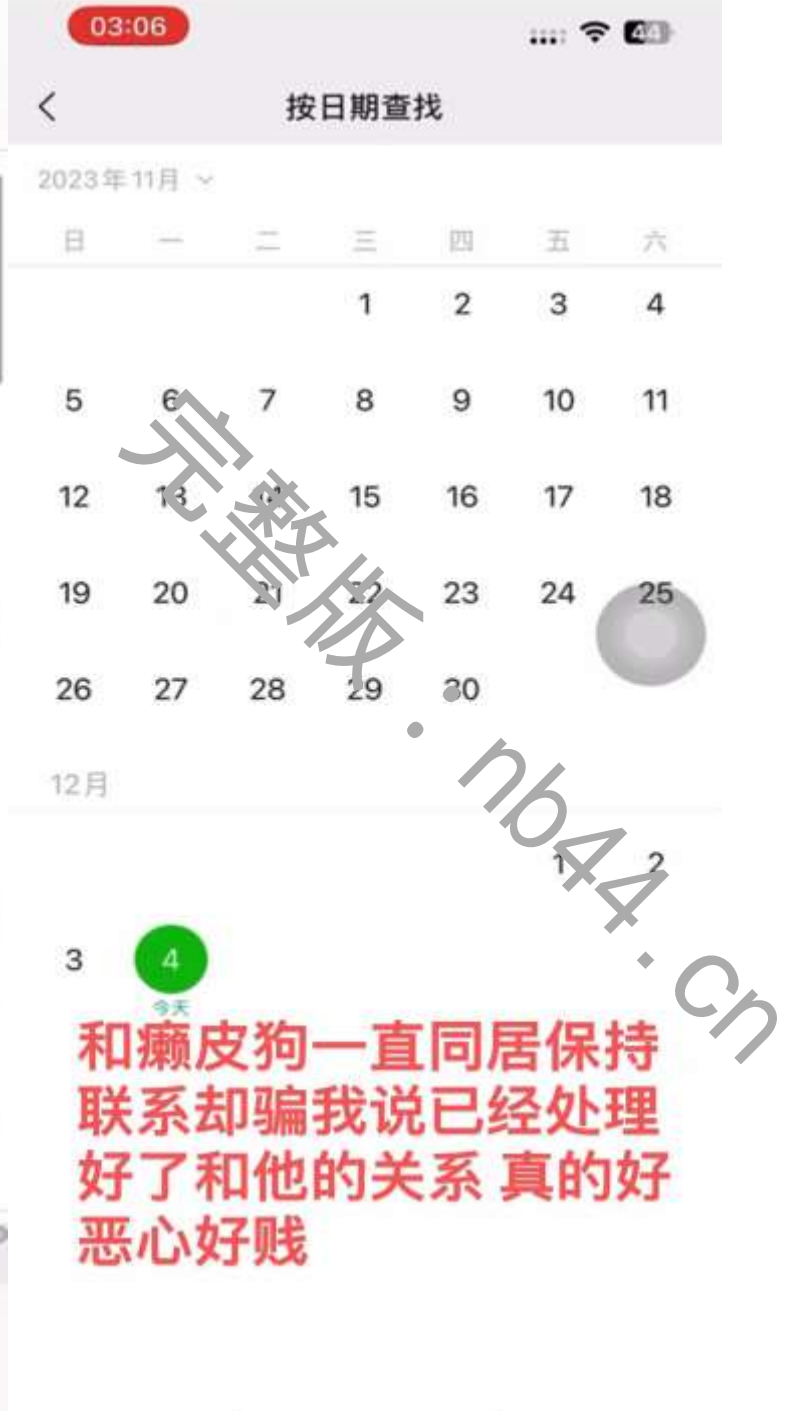 03:06
44
按日期查找
2023年11月
日 一 二 三 四 五 六
1 2 3 4
5 6 7 8 9 10 11
12 13 14 15 16 17 18
19 20 21 22 23 24 25
26 27 28 29 30
12月
1 2
3 4
今天
和癞皮狗一直同居保持
联系却骗我说已经处理
好了和他的关系 真的好
恶心好贱
完整版.nb44.cn